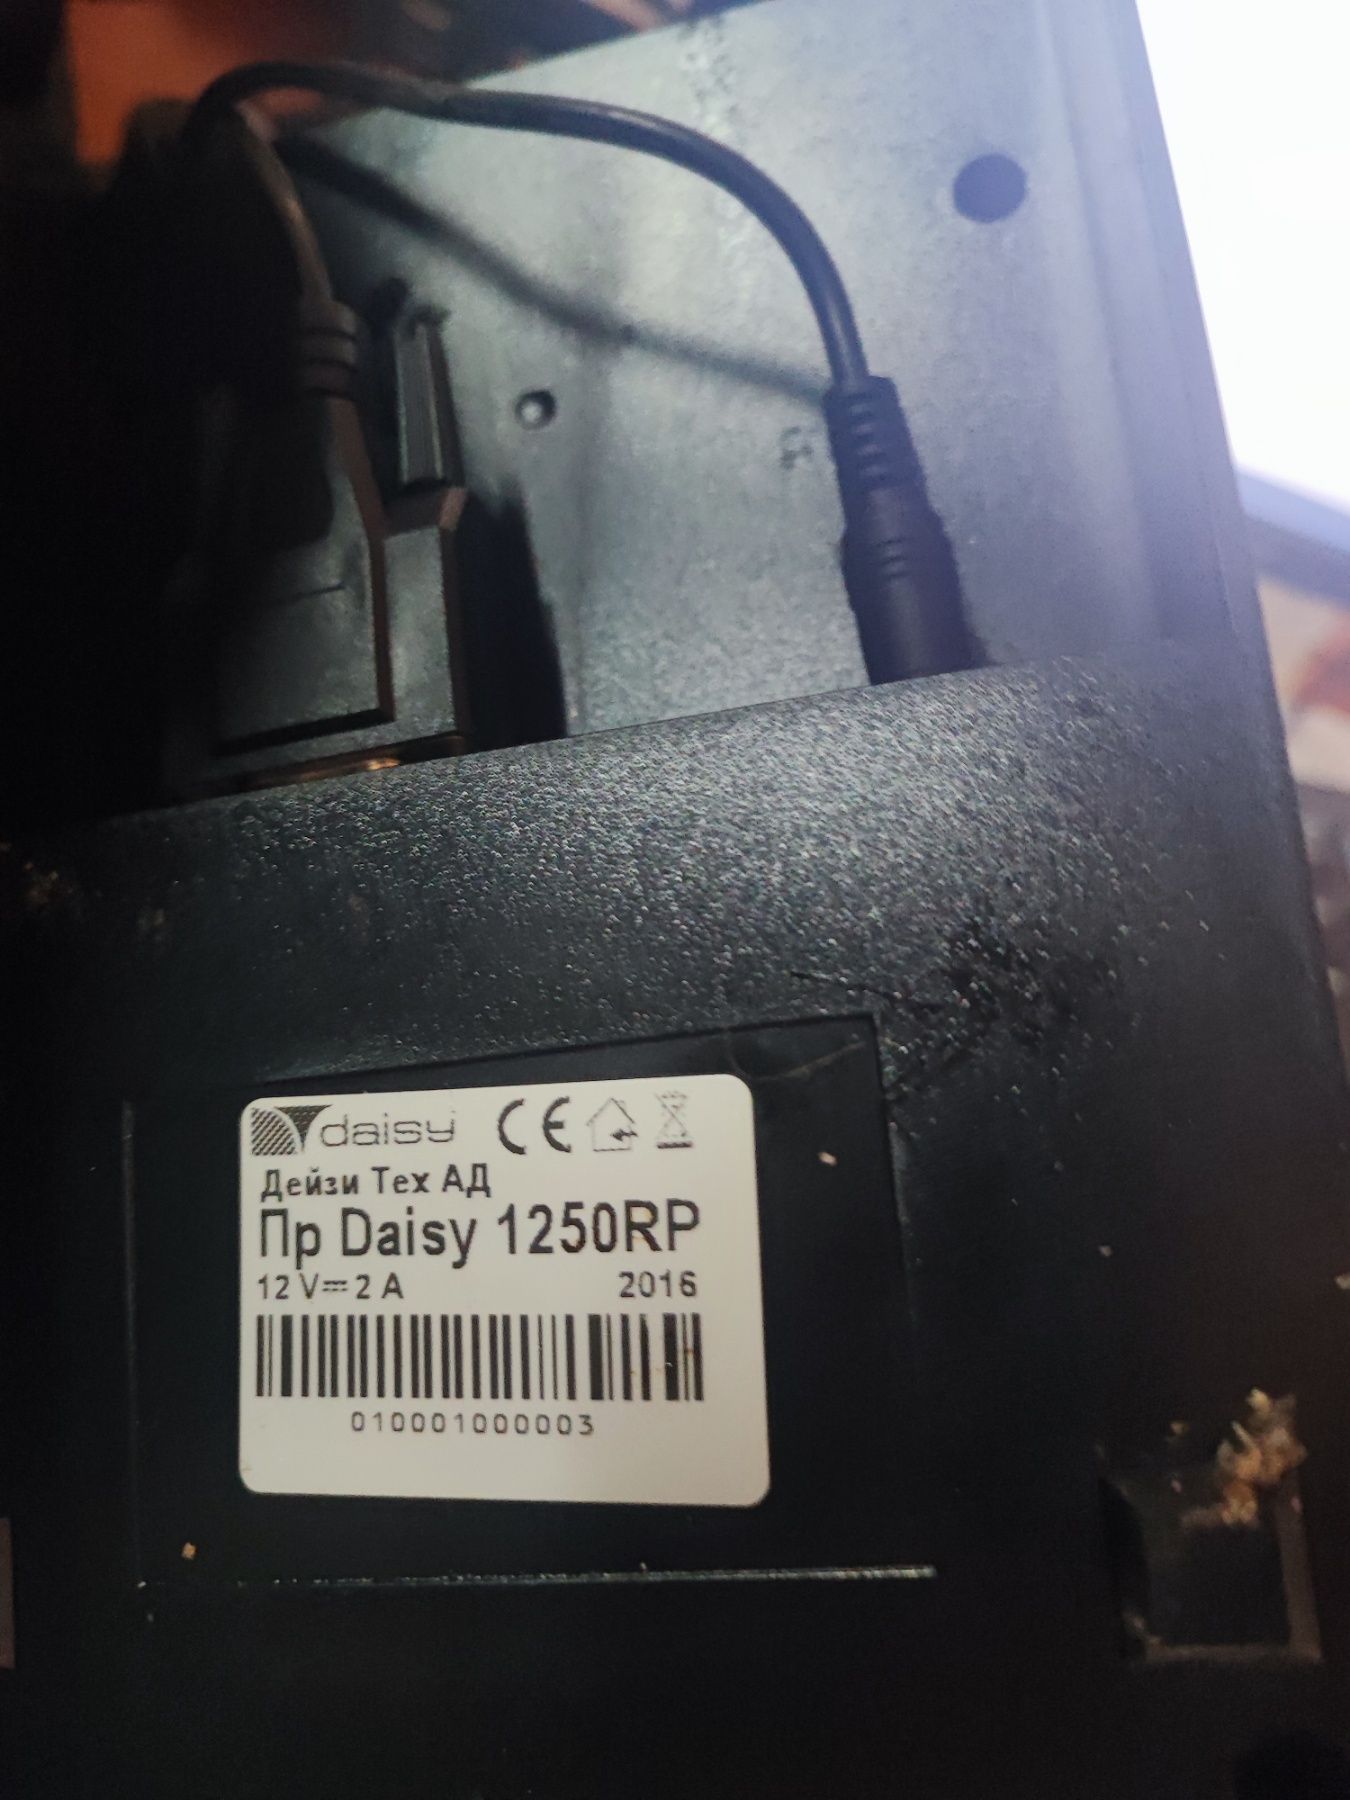 daisy CE
Дейзи Тех АД
Пр Daisy 1250RP
12 V⎓2 A 2016
010001000003